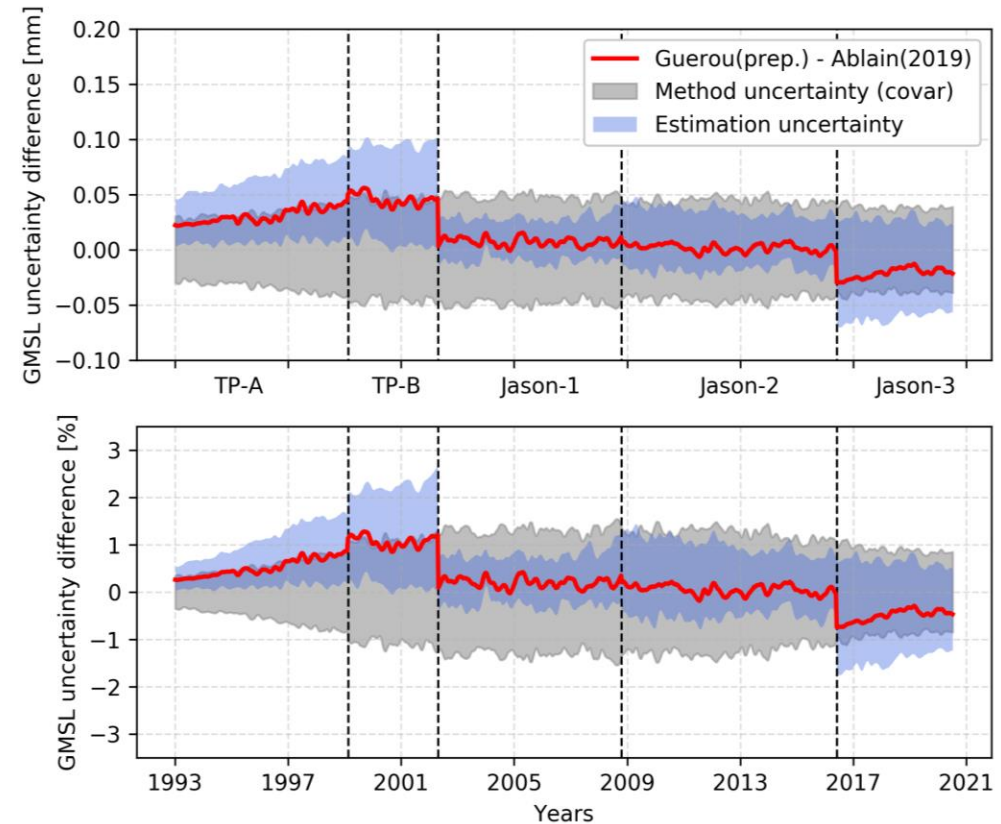 GMSL uncertainty difference [mm]
0.20
0.15
0.10
0.05
0.00
−0.05
−0.10
Guerou(prep.) - Ablain(2019)
Method uncertainty (covar)
Estimation uncertainty
TP-A TP-B Jason-1 Jason-2 Jason-3
GMSL uncertainty difference [%]
3
2
1
0
−1
−2
−3
1993 1997 2001 2005 2009 2013 2017 2021
Years